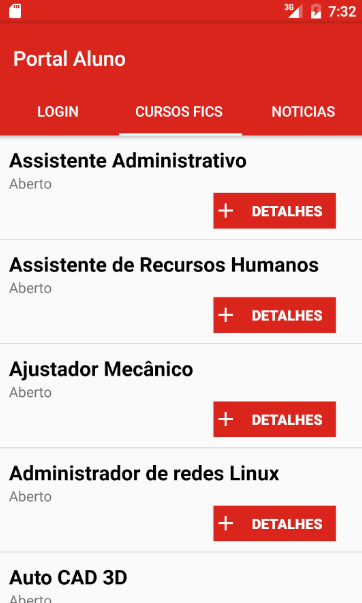 3G 7:32
Portal Aluno
LOGIN CURSOS FICS NOTICIAS
Assistente Administrativo
Aberto
+ DETALHES
Assistente de Recursos Humanos
Aberto
+ DETALHES
Ajustador Mecânico
Aberto
+ DETALHES
Administrador de redes Linux
Aberto
+ DETALHES
Auto CAD 3D
Aberto